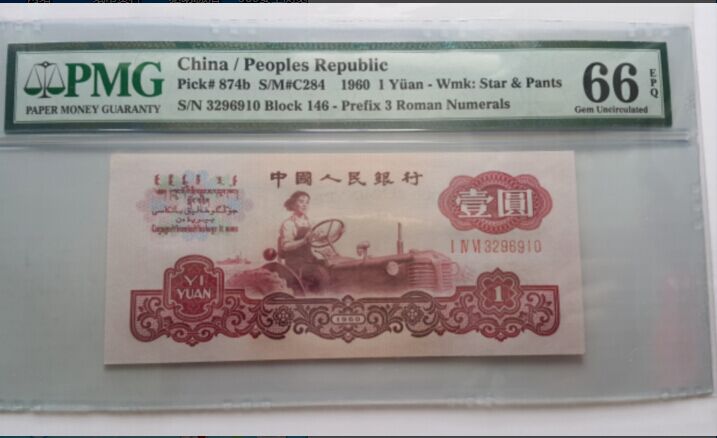 PMG
PAPER MONEY GUARANTY
China / Peoples Republic
Pick# 874b S/M#C284 1960 1 Yüan - Wmk: Star & Pants
S/N 3296910 Block 146 - Prefix 3 Roman Numerals
66 EPQ
Gem Uncirculated
中國人民銀行
壹圓
I IV VI 3296910
YI
YUAN
1960
1